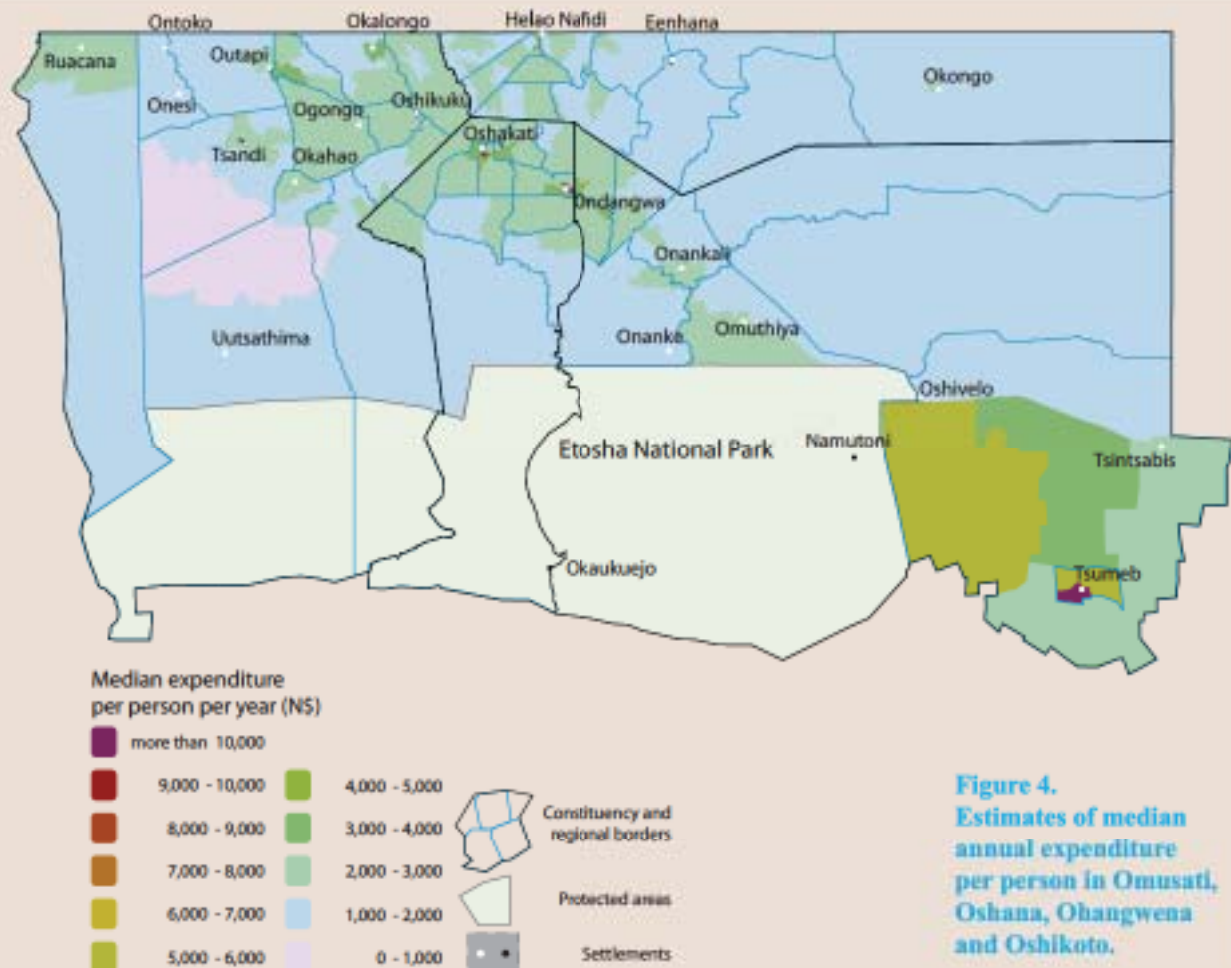 Ontoko
Okalongo
Helao Nafidi
Eenhana
Ruacana
Outapi
Okongo
Onesi
Ogongo
Oshikuku
Oshakati
Tsandi
Okahao
Ondangwa
Onankali
Uutsathima
Onanke
Omuthiya
Oshivelo
Etosha National Park
Namutoni
Tsintsabis
Okaukuejo
Tsumeb
Median expenditure
per person per year (N$)
more than 10,000
9,000 - 10,000
8,000 - 9,000
7,000 - 8,000
6,000 - 7,000
5,000 - 6,000
4,000 - 5,000
3,000 - 4,000
2,000 - 3,000
1,000 - 2,000
0 - 1,000
Constituency and
regional borders
Protected areas
Settlements
Figure 4.
Estimates of median
annual expenditure
per person in Omusati,
Oshana, Ohangwena
and Oshikoto.